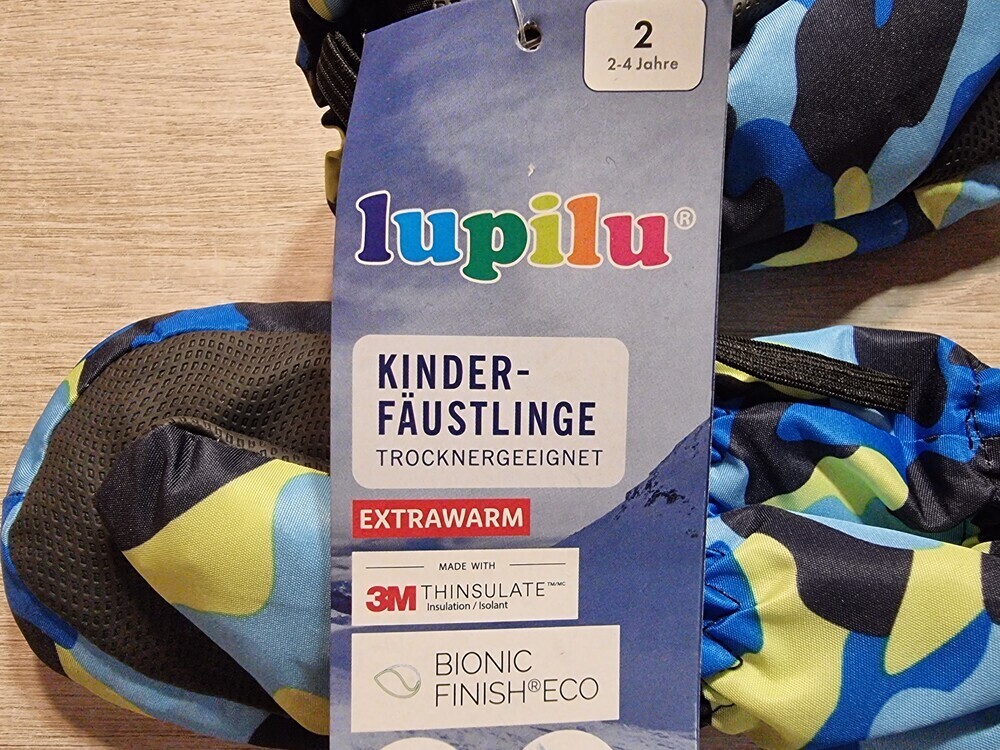 2
2-4 Jahre
lupilu®
KINDER-
FÄUSTLINGE
TROCKNERGEEIGNET
EXTRAWARM
MADE WITH
3M THINSULATE™/MC
Insulation / Isolant
BIONIC
FINISH®ECO